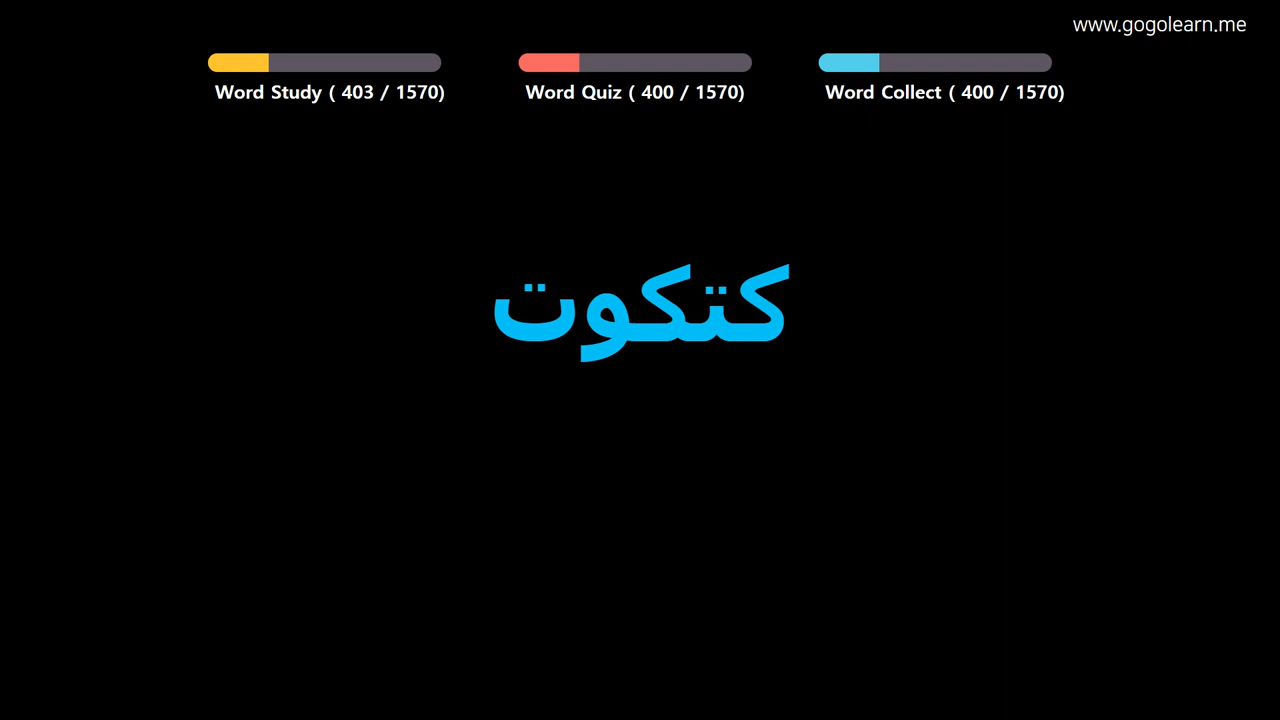 www.gogolearn.me
Word Study ( 403 / 1570)
Word Quiz ( 400 / 1570)
Word Collect ( 400 / 1570)
كتكوت